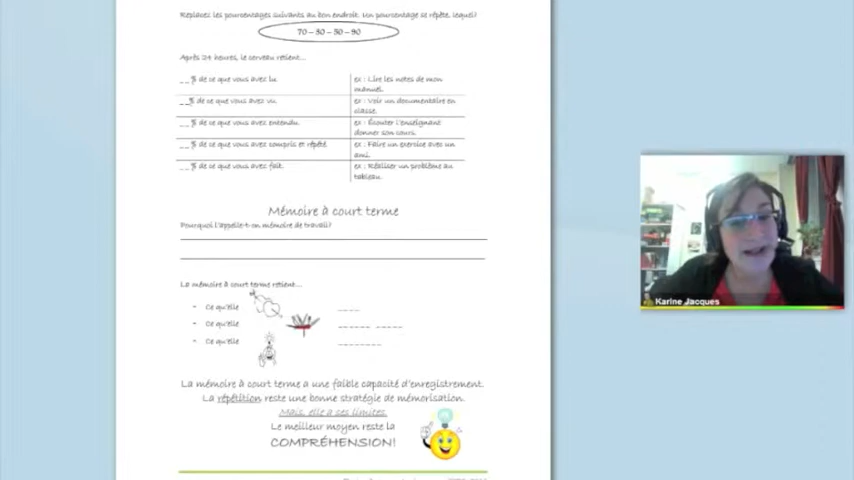 Replacez les pourcentages suivants au bon endroit. Un pourcentage se répète, lequel?
70 – 30 – 50 – 90
Après 24 heures, le cerveau retient...
__% de ce que vous avez lu
ex : Lire les notes de mon
manuel.
__% de ce que vous avez vu
ex : Voir un documentaire en
classe.
__% de ce que vous avez entendu
ex : Écouter l'enseignant
donner son cours.
__% de ce que vous avez compris et répété
ex : Faire un exercice avec un
ami.
__% de ce que vous avez fait
ex : Réaliser un problème au
tableau.
Mémoire à court terme
Pourquoi l'appelle-t-on mémoire de travail?
La mémoire à court terme retient...
- Ce qu'elle ____
- Ce qu'elle ______ _____
- Ce qu'elle ________
La mémoire à court terme a une faible capacité d'enregistrement.
La répétition reste une bonne stratégie de mémorisation.
Mais, elle a ses limites.
Le meilleur moyen reste la
COMPRÉHENSION!
Karine Jacques